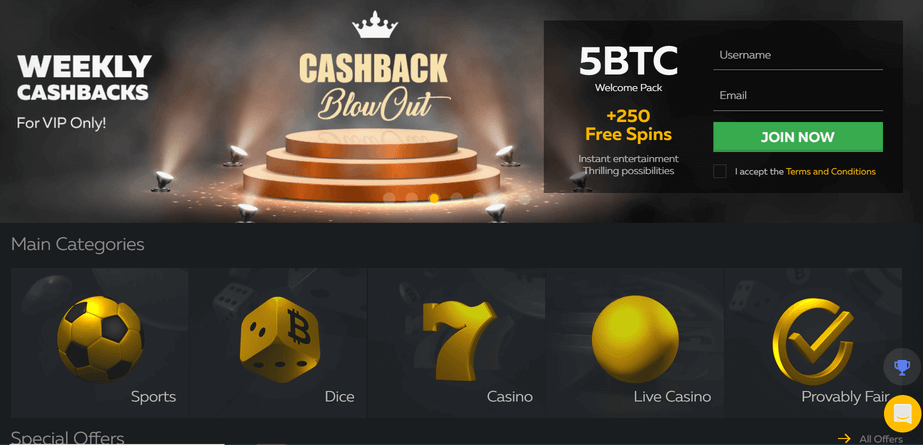 WEEKLY
CASHBACKS
For VIP Only!
CASHBACK
BlowOut
5BTC
Welcome Pack
+250
Free Spins
Instant entertainment
Thrilling possibilities
Username
Email
JOIN NOW
I accept the Terms and Conditions
Main Categories
Sports
Dice
Casino
Live Casino
Provably Fair
Special Offers
All Offers